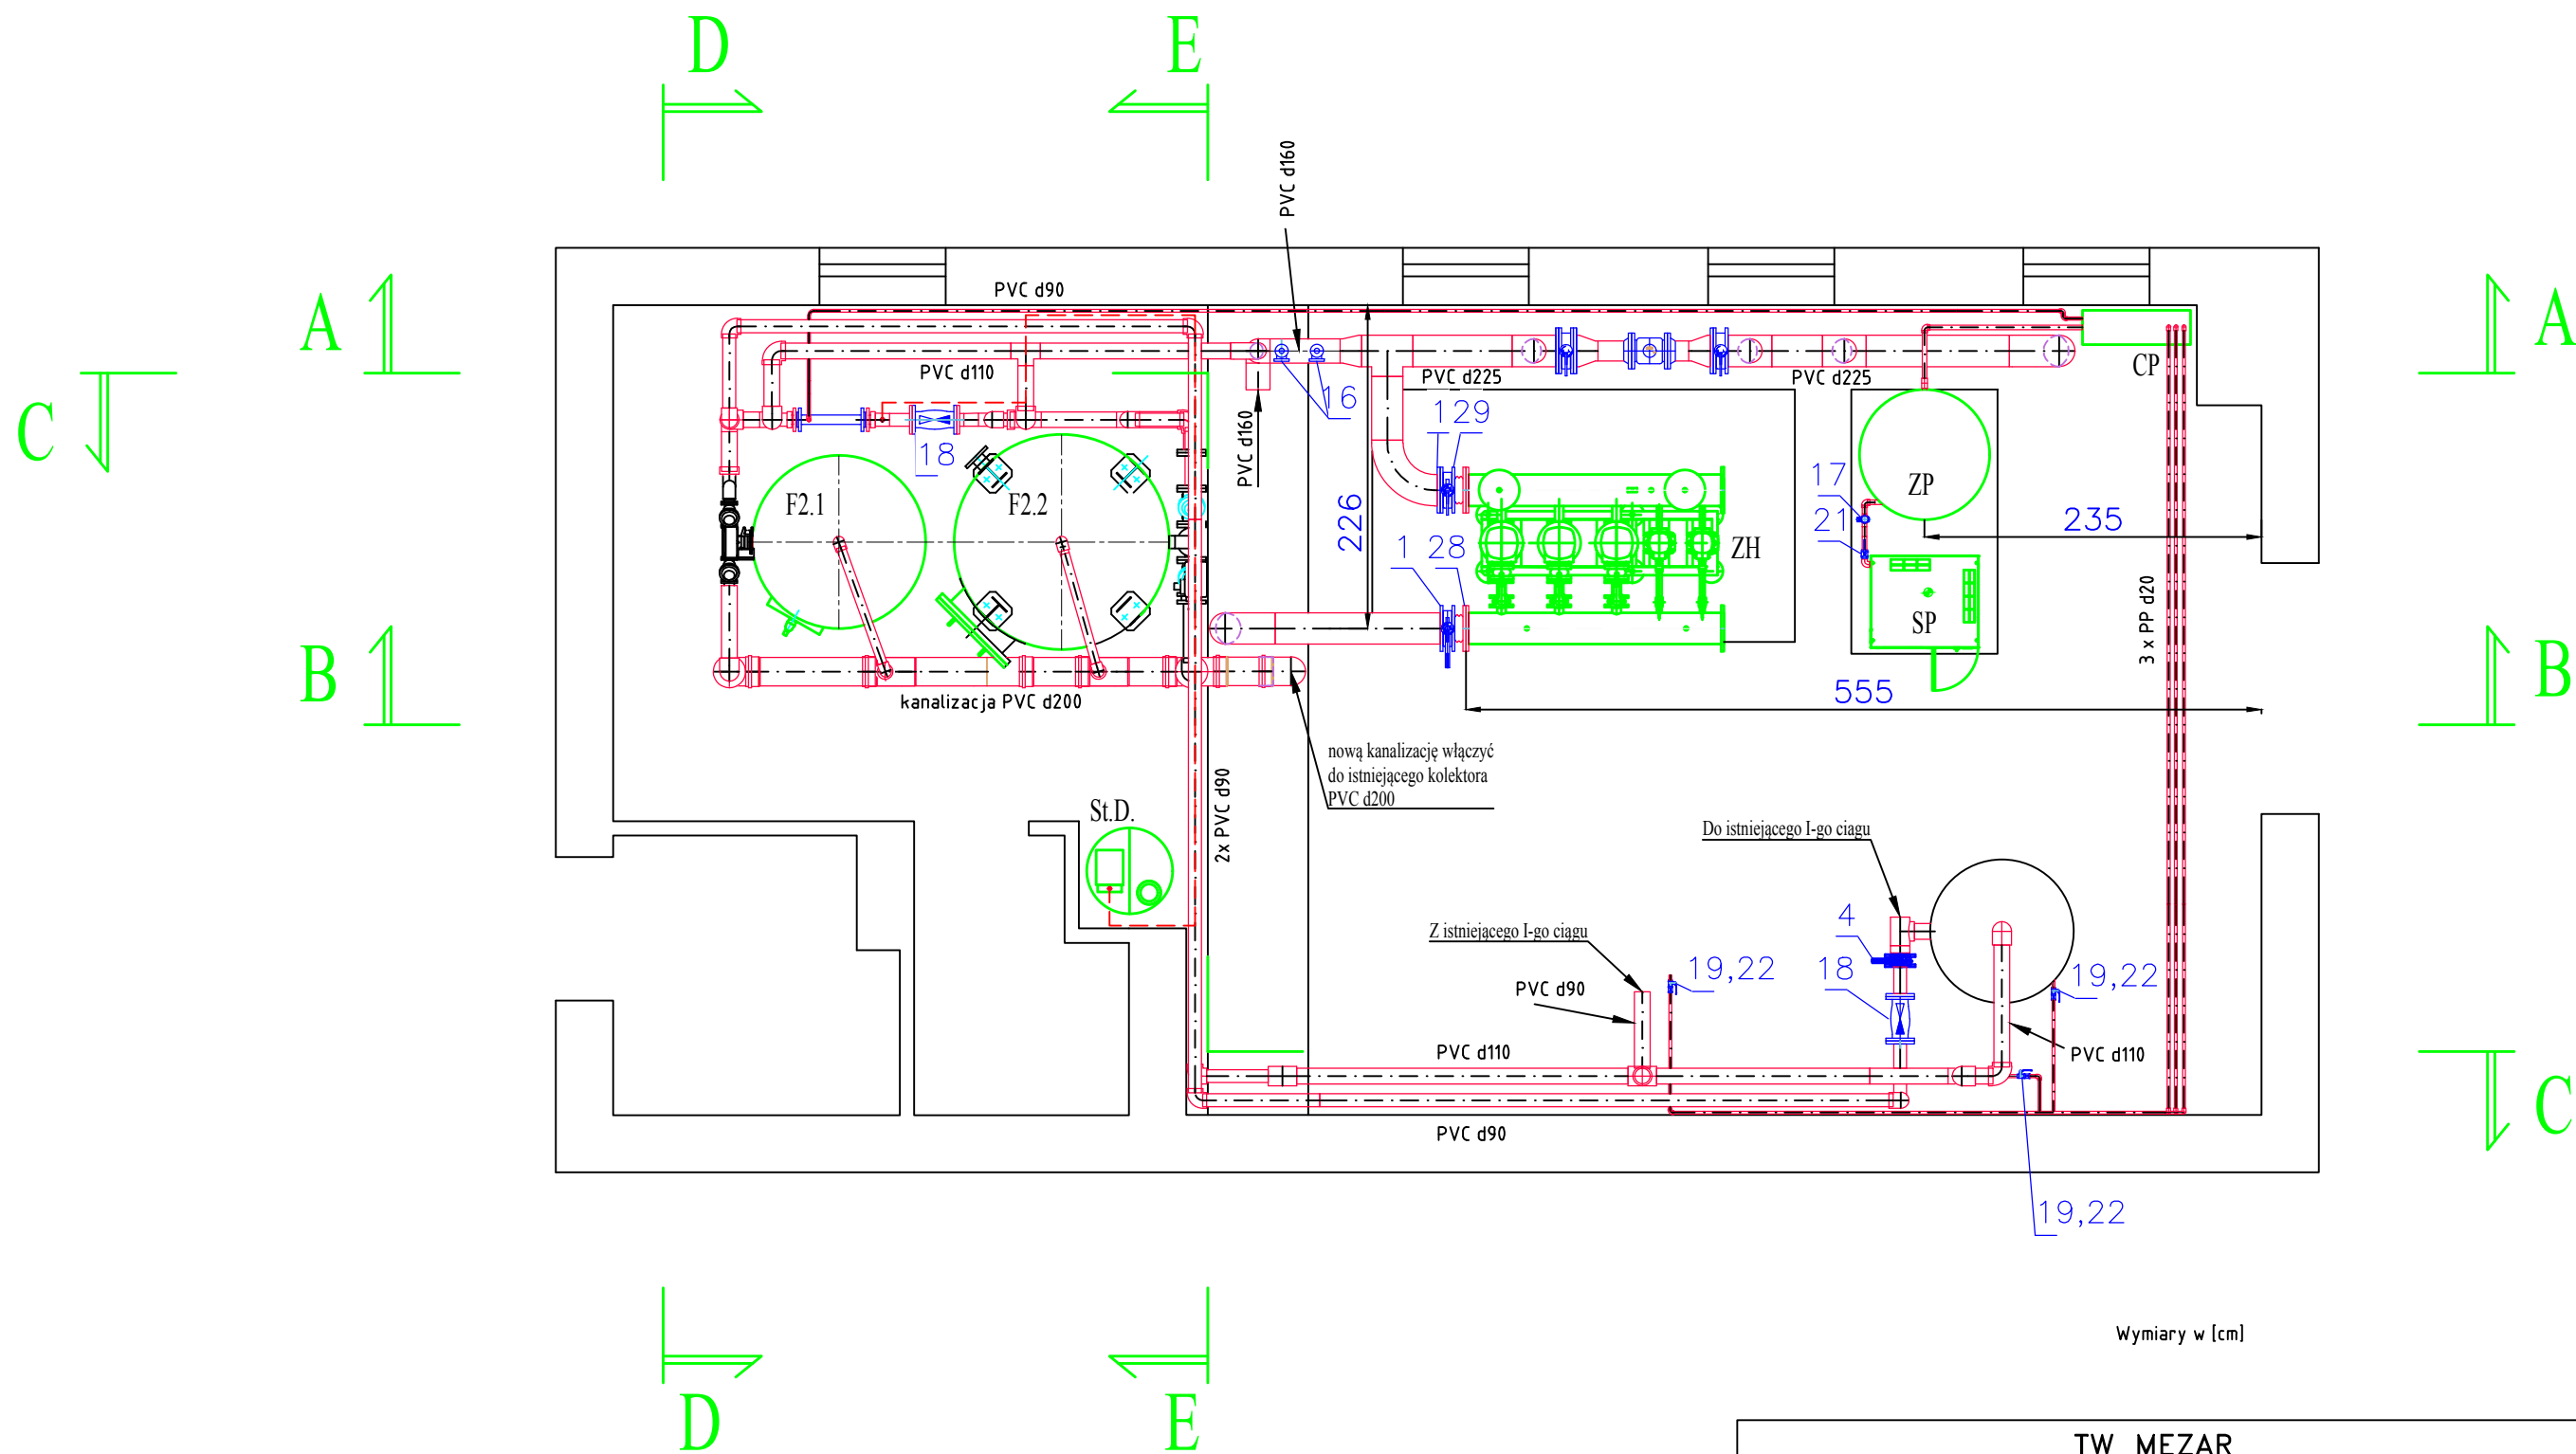 D
E
PVC d160
PVC d90
A
A
C
PVC d110
PVC d225
PVC d225
CP
16
129
18
PVC d160
226
F2.1
F2.2
17
21
ZP
235
1 28
ZH
SP
3 x PP d20
B
B
kanalizacja PVC d200
555
nową kanalizację włączyć
do istniejącego kolektora
PVC d200
2x PVC d90
St.D.
Do istniejącego I-go ciagu
Z istniejącego I-go ciągu
4
18
19,22
19,22
PVC d90
PVC d110
PVC d110
C
PVC d90
19,22
Wymiary w [cm]
D
E
TW MEZAR